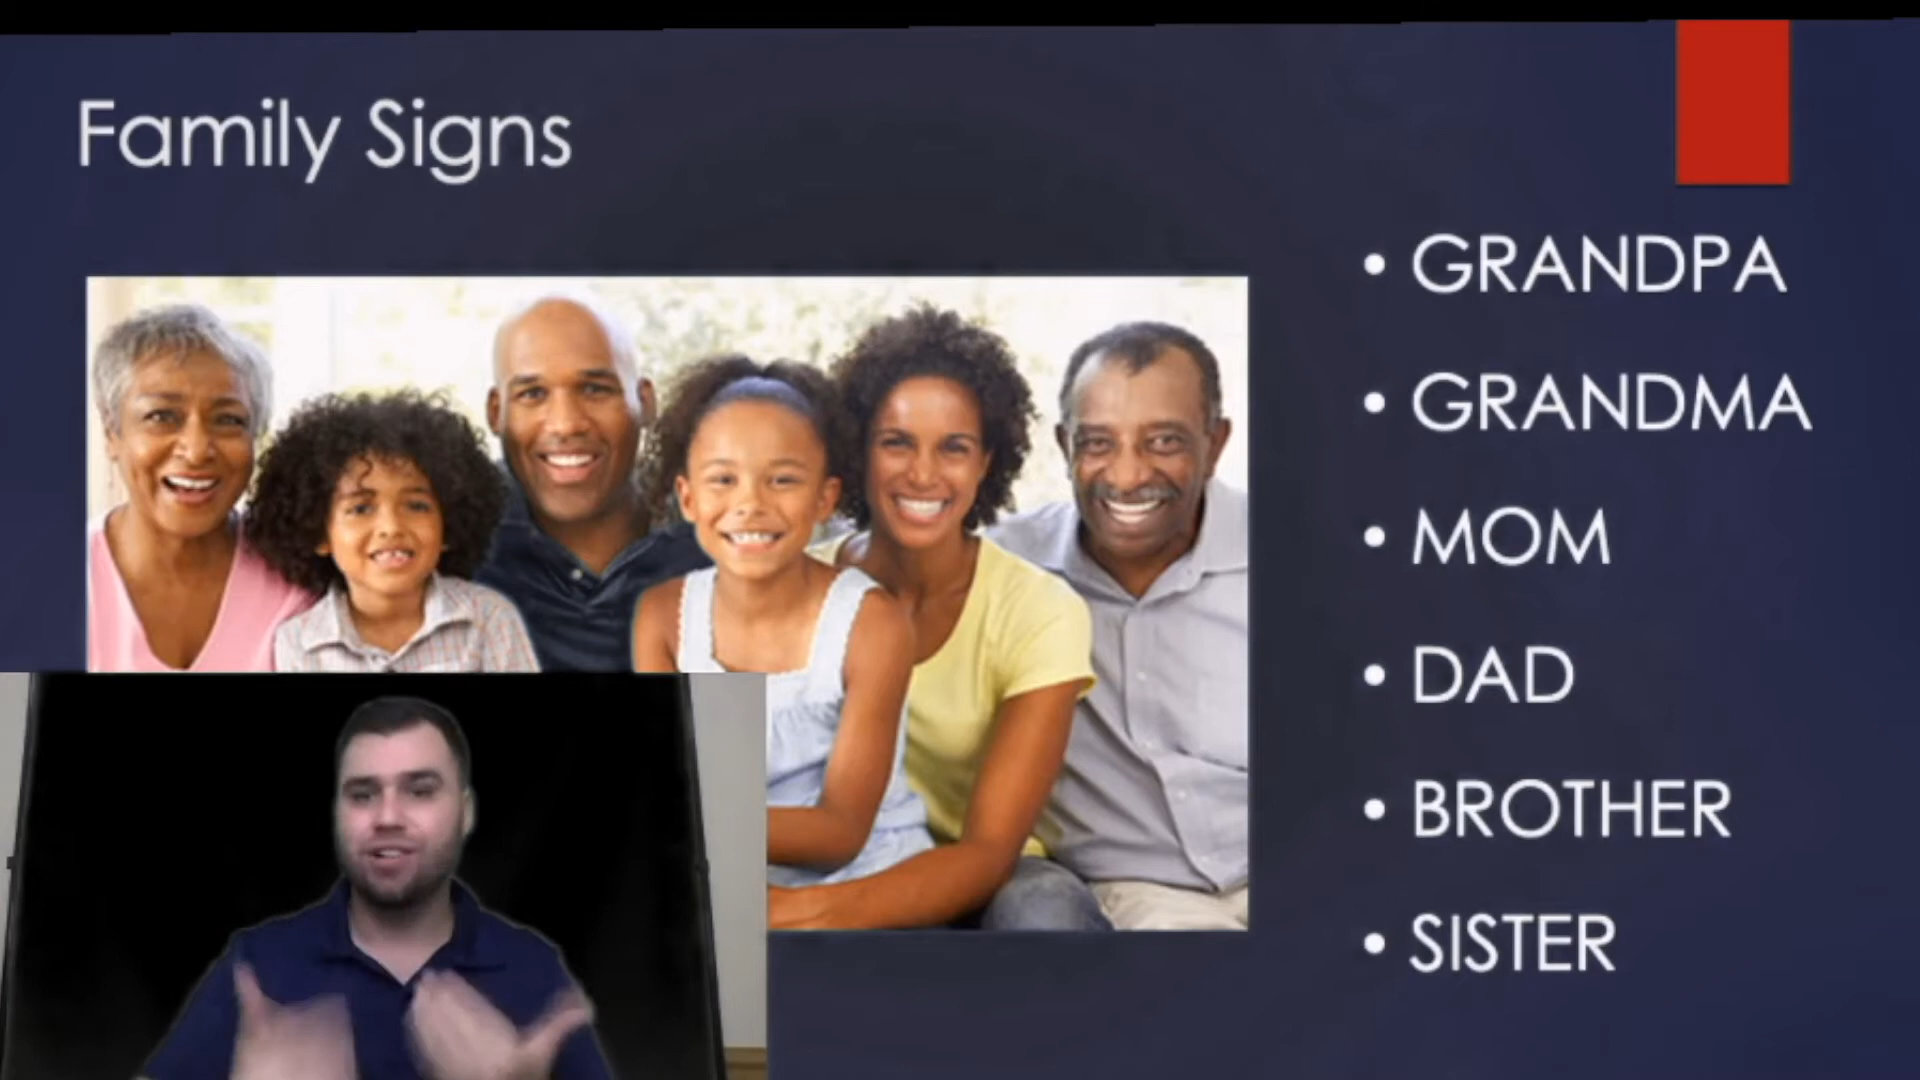 Family Signs
• GRANDPA
• GRANDMA
• MOM
• DAD
• BROTHER
• SISTER